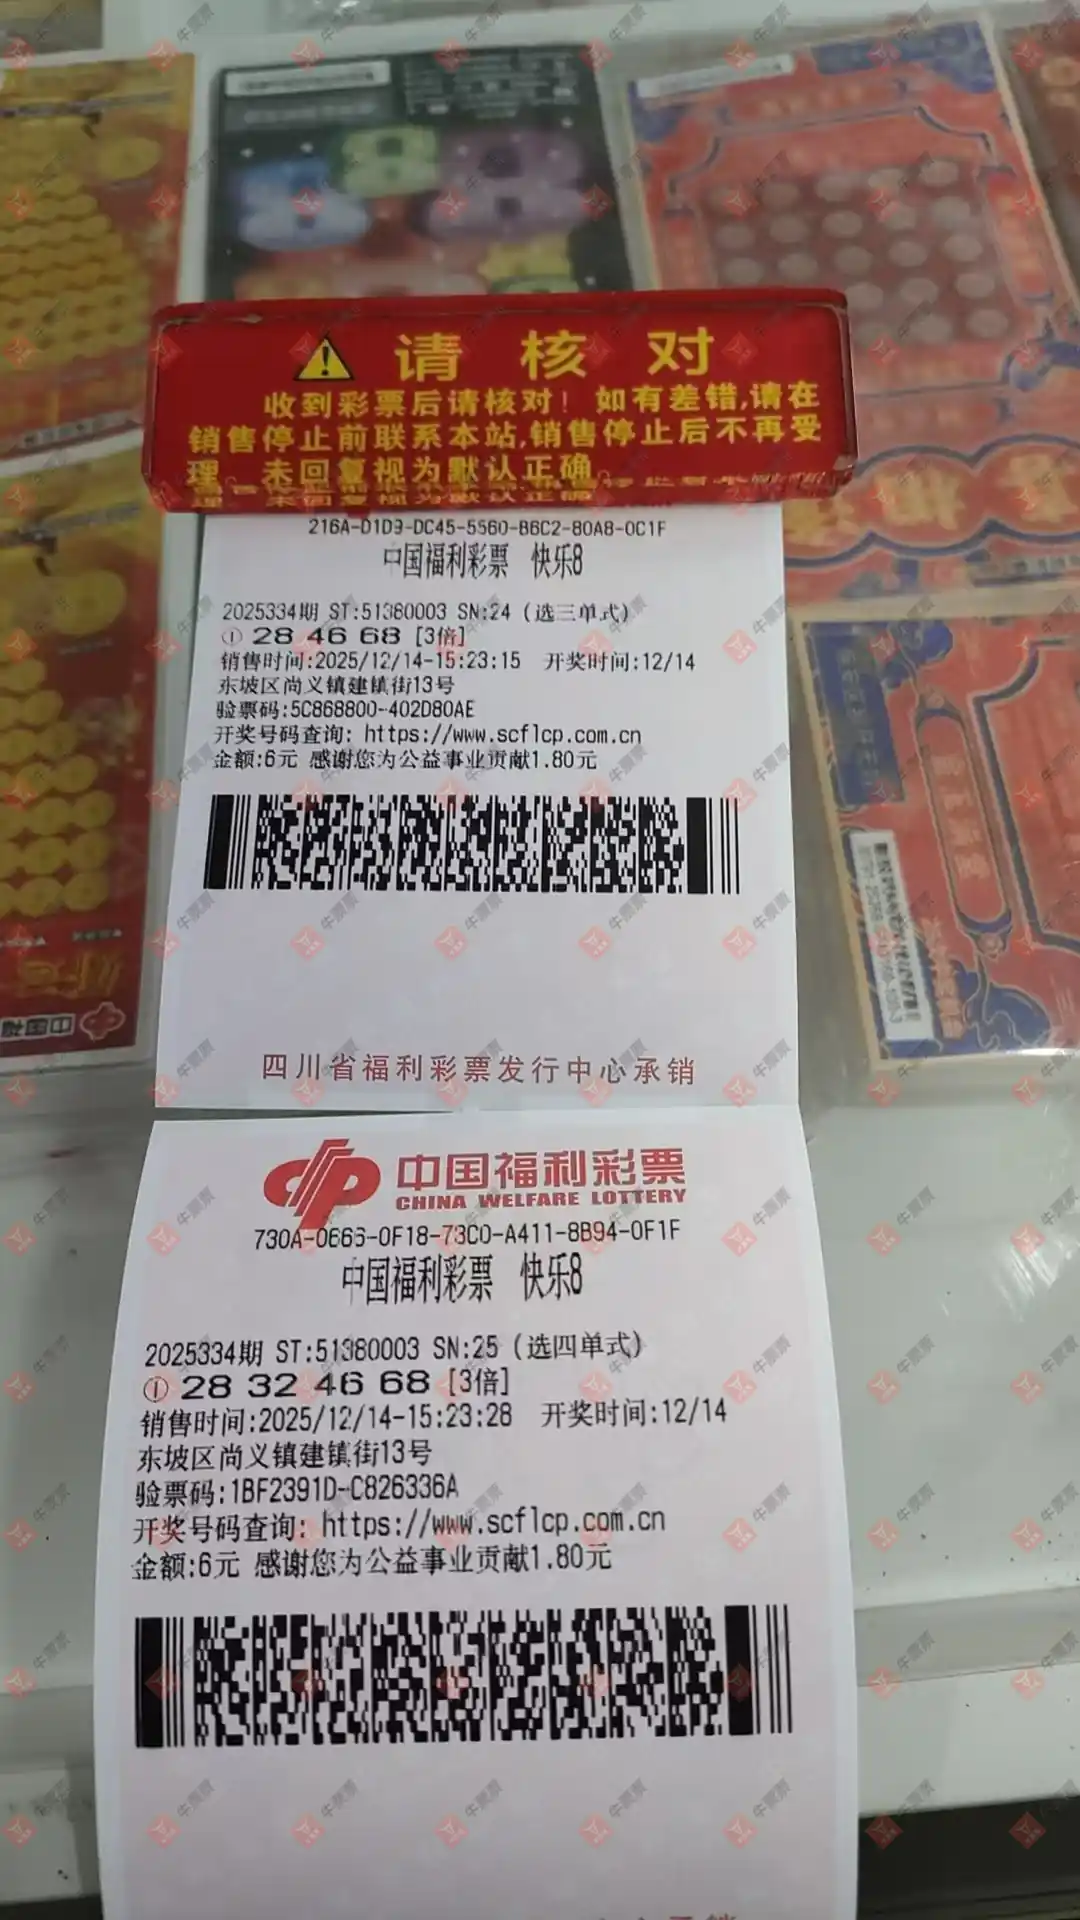 请核对
收到彩票后请核对！如有差错,请在
销售停止前联系本站,销售停止后不再受
理。未回复视为默认正确。
216A-D1D9-DC45-5560-B6C2-80A8-0C1F
中国福利彩票 快乐8
2025334期 ST:51380003 SN:24 (选三单式)
① 28 46 68 [3倍]
销售时间:2025/12/14-15:23:15 开奖时间:12/14
东坡区尚义镇建镇街13号
验票码:5C868800-402D80AE
开奖号码查询: https://www.scflcp.com.cn
金额:6元 感谢您为公益事业贡献1.80元
四川省福利彩票发行中心承销
中国福利彩票
CHINA WELFARE LOTTERY
730A-0666-0F18-73C0-A411-8B94-0F1F
中国福利彩票 快乐8
2025334期 ST:51380003 SN:25 (选四单式)
① 28 32 46 68 [3倍]
销售时间:2025/12/14-15:23:28 开奖时间:12/14
东坡区尚义镇建镇街13号
验票码:1BF2391D-C826336A
开奖号码查询: https://www.scflcp.com.cn
金额:6元 感谢您为公益事业贡献1.80元
牛票票